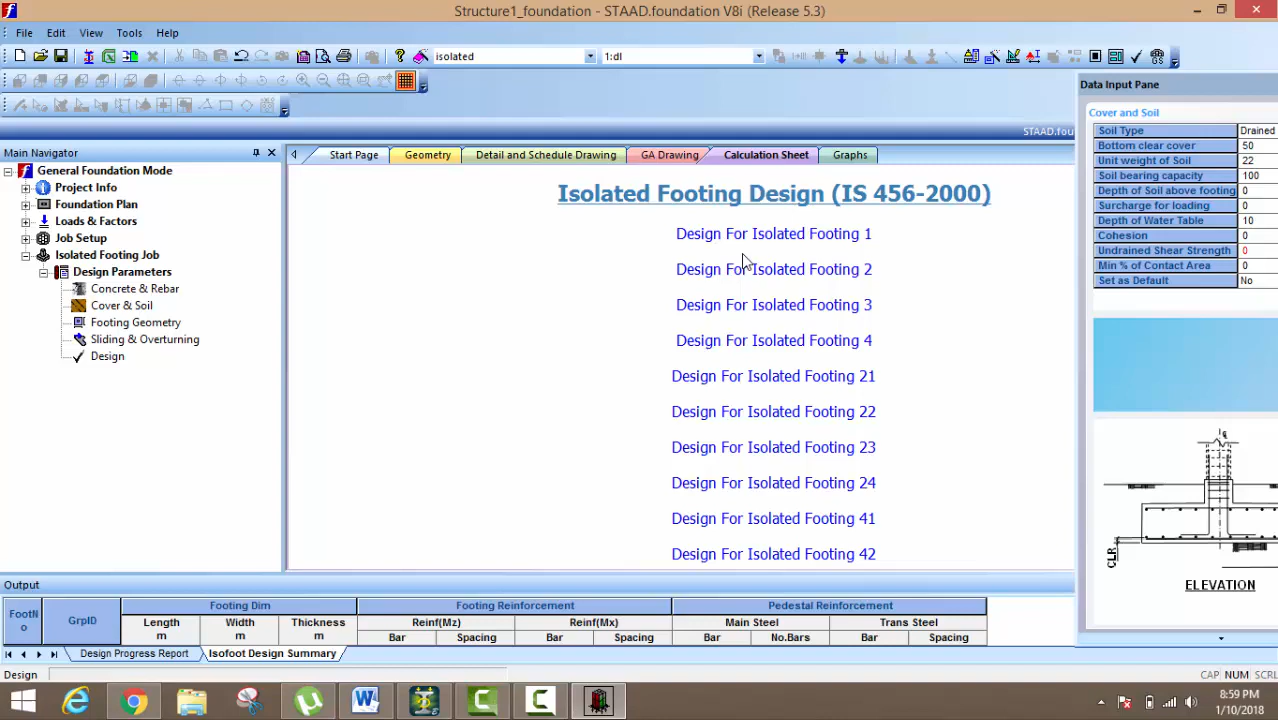 Structure1_foundation - STAAD.foundation V8i (Release 5.3)
File Edit View Tools Help
isolated 1:dl
Data Input Pane
Cover and Soil
STAAD.fou
Soil Type Drained
Bottom clear cover 50
Unit weight of Soil 22
Soil bearing capacity 100
Depth of Soil above footing 0
Surcharge for loading 0
Depth of Water Table 10
Cohesion 0
Undrained Shear Strength 0
Min % of Contact Area 0
Set as Default No
CLR
ELEVATION
Main Navigator
General Foundation Mode
Project Info
Foundation Plan
Loads & Factors
Job Setup
Isolated Footing Job
Design Parameters
Concrete & Rebar
Cover & Soil
Footing Geometry
Sliding & Overturning
Design
Start Page Geometry Detail and Schedule Drawing GA Drawing Calculation Sheet Graphs
Isolated Footing Design (IS 456-2000)
Design For Isolated Footing 1
Design For Isolated Footing 2
Design For Isolated Footing 3
Design For Isolated Footing 4
Design For Isolated Footing 21
Design For Isolated Footing 22
Design For Isolated Footing 23
Design For Isolated Footing 24
Design For Isolated Footing 41
Design For Isolated Footing 42
Output
FootN
o
GrpID
Footing Dim Footing Reinforcement Pedestal Reinforcement
Length Width Thickness Reinf(Mz) Reinf(Mx) Main Steel Trans Steel
m m m Bar Spacing Bar Spacing Bar No.Bars Bar Spacing
Design Progress Report Isofoot Design Summary
Design CAP NUM SCRL
8:59 PM
1/10/2018